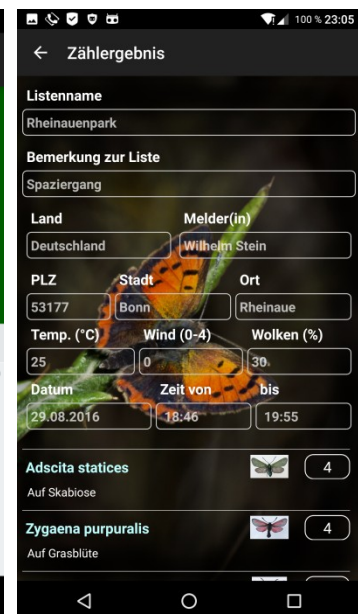 100 % 23:05
Zählergebnis
Listenname
Rheinauenpark
Bemerkung zur Liste
Spaziergang
Land Melder(in)
Deutschland Wilhelm Stein
PLZ Stadt Ort
53177 Bonn Rheinaue
Temp. (°C) Wind (0-4) Wolken (%)
25 0 30
Datum Zeit von bis
29.08.2016 18:46 19:55
Adscita statices 4
Auf Skabiose
Zygaena purpuralis 4
Auf Grasblüte